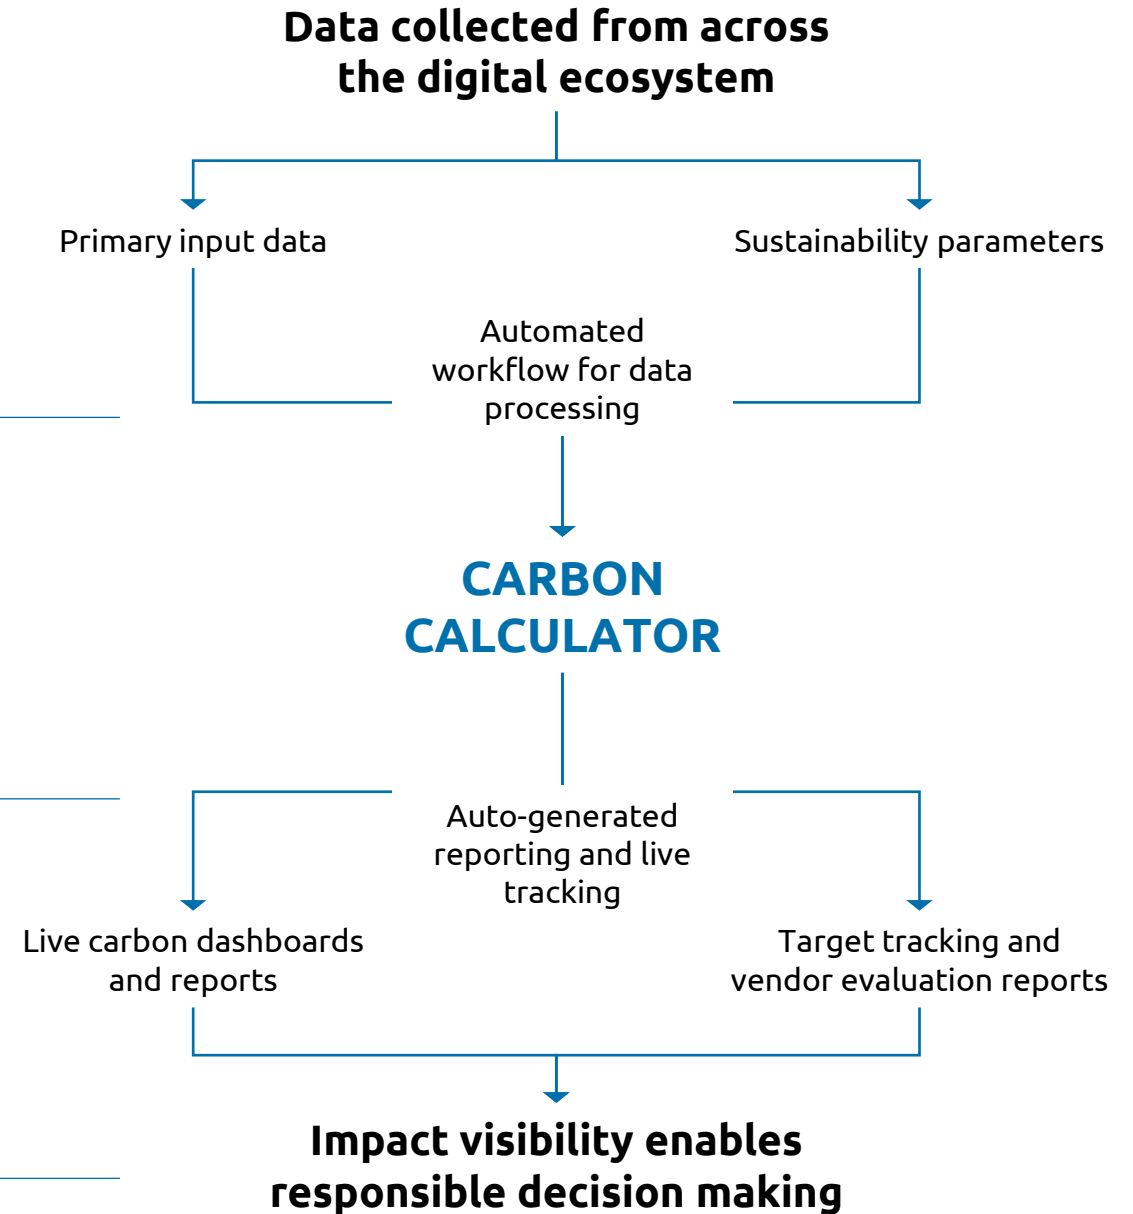 Data collected from across
the digital ecosystem
Primary input data
Sustainability parameters
Automated
workflow for data
processing
CARBON
CALCULATOR
Auto-generated
reporting and live
tracking
Live carbon dashboards
and reports
Target tracking and
vendor evaluation reports
Impact visibility enables
responsible decision making